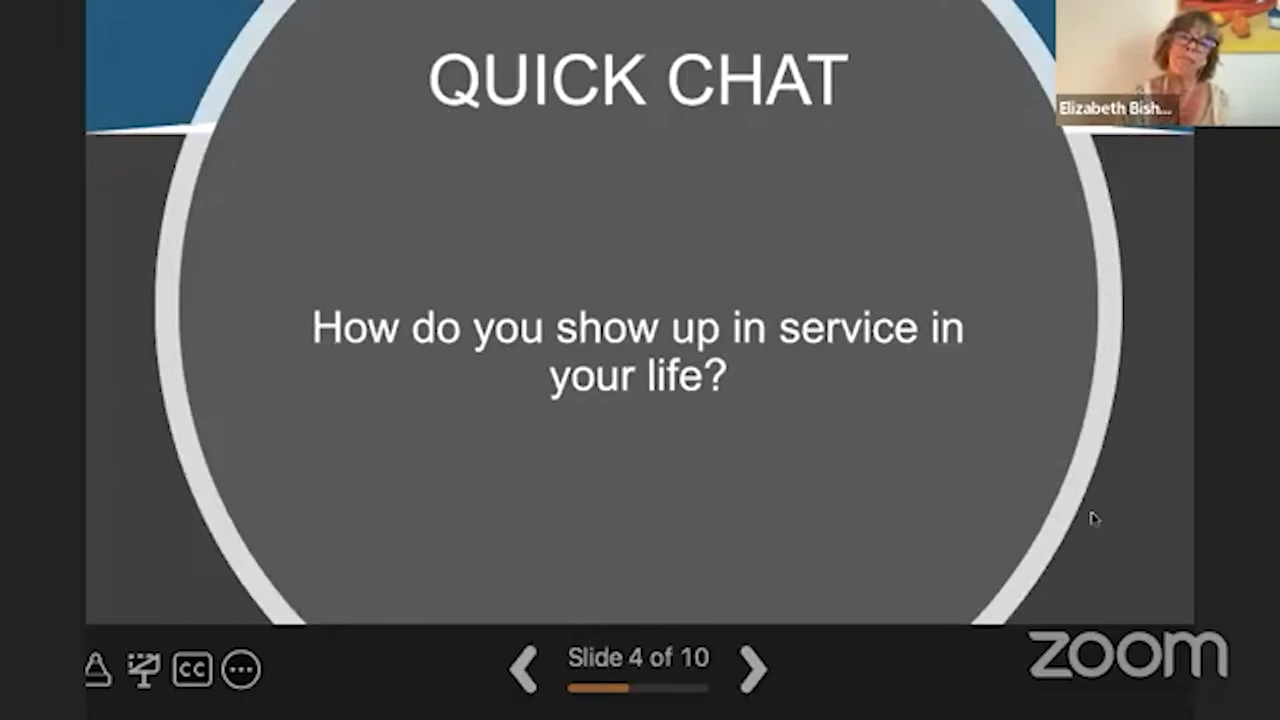 QUICK CHAT
Elizabeth Bish...
How do you show up in service in
your life?
CC
Slide 4 of 10
zoom